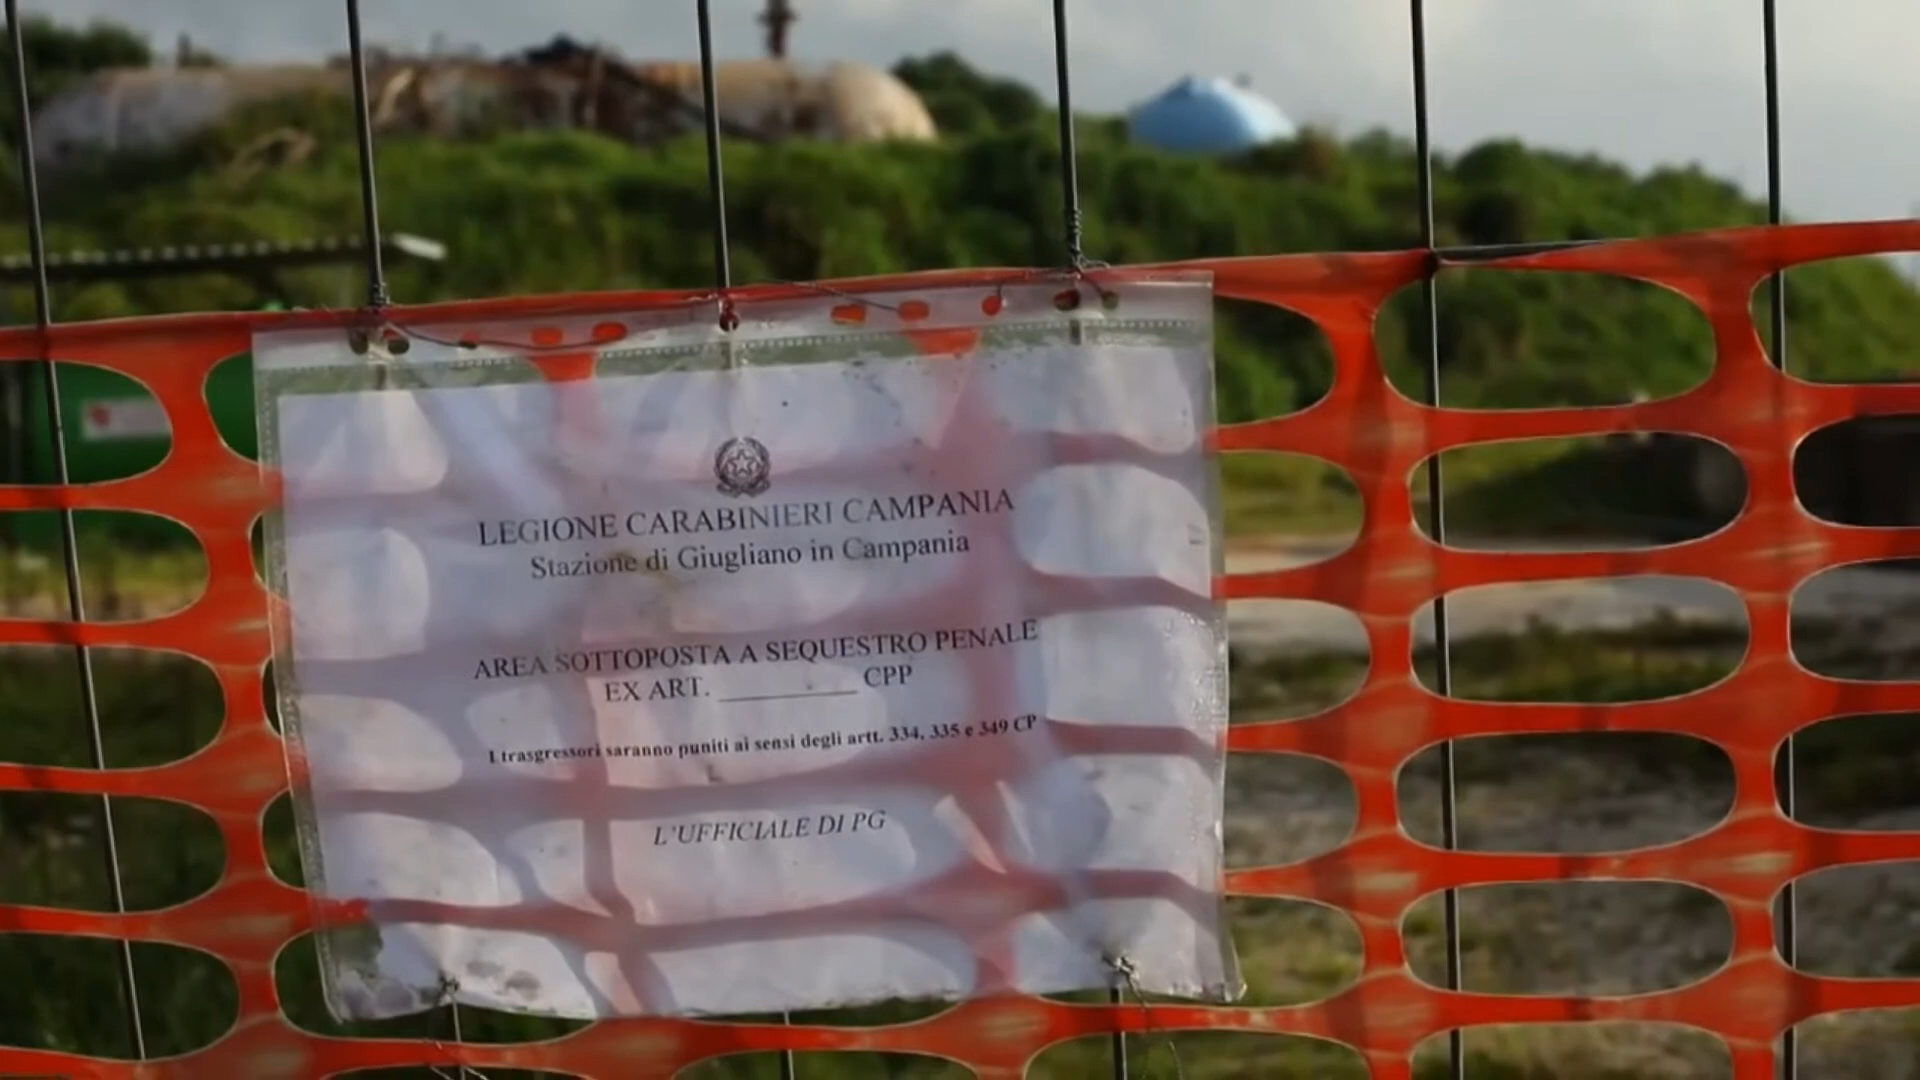 LEGIONE CARABINIERI CAMPANIA
Stazione di Giugliano in Campania
AREA SOTTOPOSTA A SEQUESTRO PENALE
EX ART. __________ CPP
I trasgressori saranno puniti ai sensi degli artt. 334, 335 e 349 CP
L'UFFICIALE DI PG